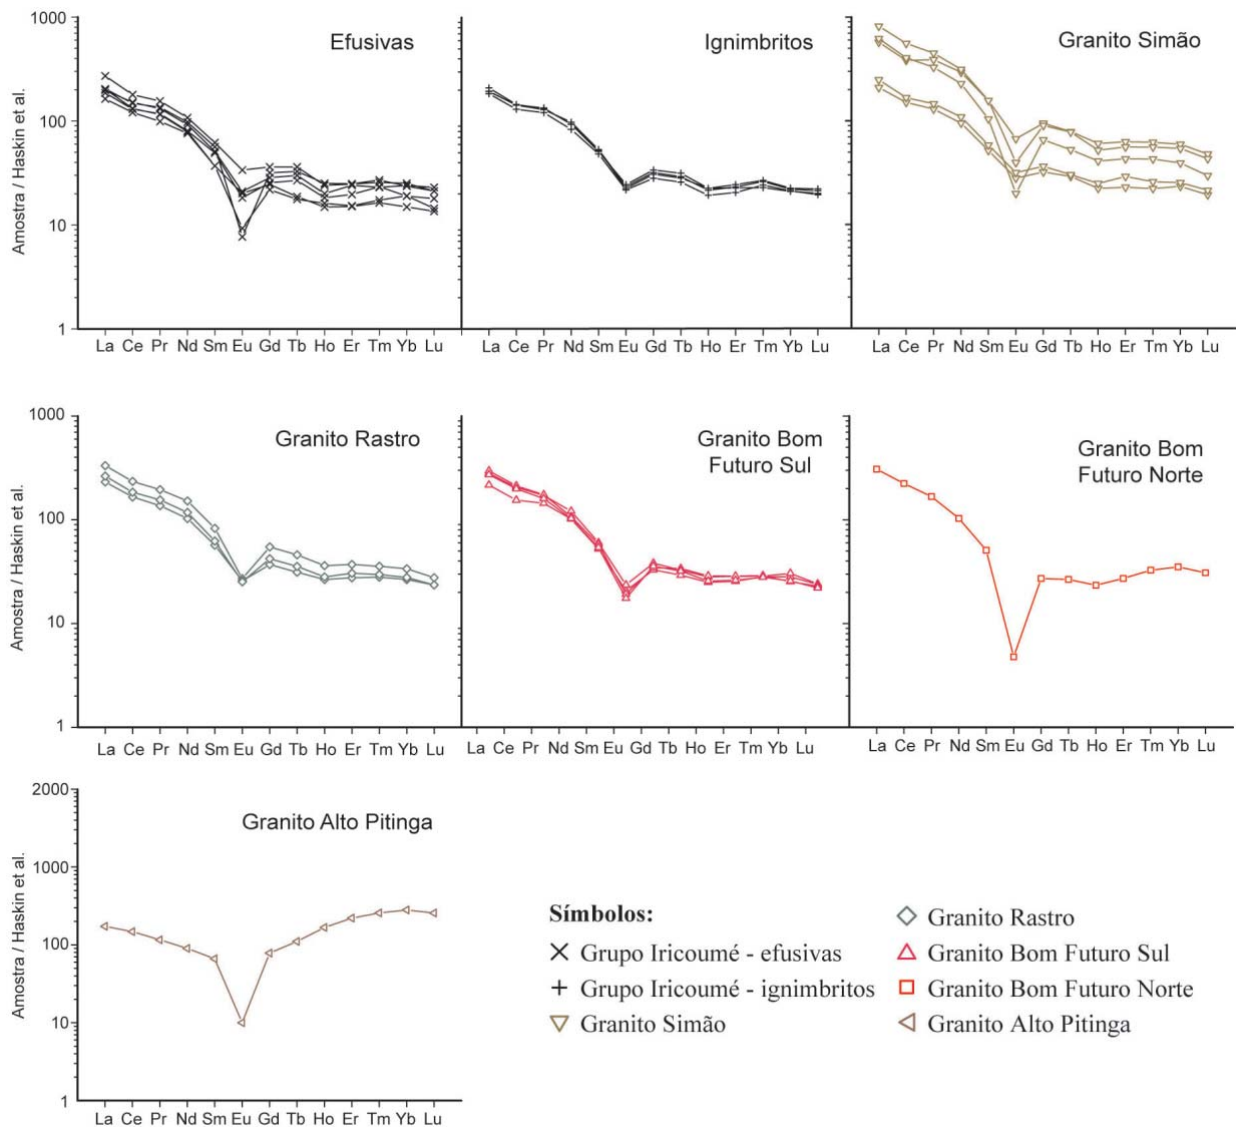 Efusivas
Ignimbritos
Granito Simão
Amostra / Haskin et al.
1000
100
10
1
La Ce Pr Nd Sm Eu Gd Tb Ho Er Tm Yb Lu
La Ce Pr Nd Sm Eu Gd Tb Ho Er Tm Yb Lu
La Ce Pr Nd Sm Eu Gd Tb Ho Er Tm Yb Lu
Granito Rastro
Granito Bom
Futuro Sul
Granito Bom
Futuro Norte
Amostra / Haskin et al.
1000
100
10
1
La Ce Pr Nd Sm Eu Gd Tb Ho Er Tm Yb Lu
La Ce Pr Nd Sm Eu Gd Tb Ho Er Tm Yb Lu
La Ce Pr Nd Sm Eu Gd Tb Ho Er Tm Yb Lu
Granito Alto Pitinga
Amostra / Haskin et al.
2000
1000
100
10
1
La Ce Pr Nd Sm Eu Gd Tb Ho Er Tm Yb Lu
Símbolos:
Grupo Iricoumé - efusivas
Grupo Iricoumé - ignimbritos
Granito Simão
Granito Rastro
Granito Bom Futuro Sul
Granito Bom Futuro Norte
Granito Alto Pitinga